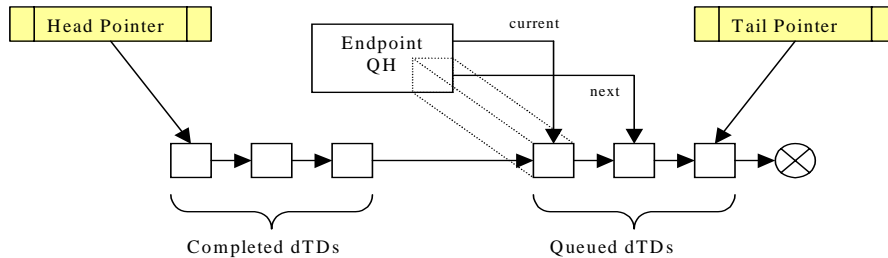 Head Pointer
Endpoint
QH
current
Tail Pointer
next
Completed dTDs
Queued dTDs